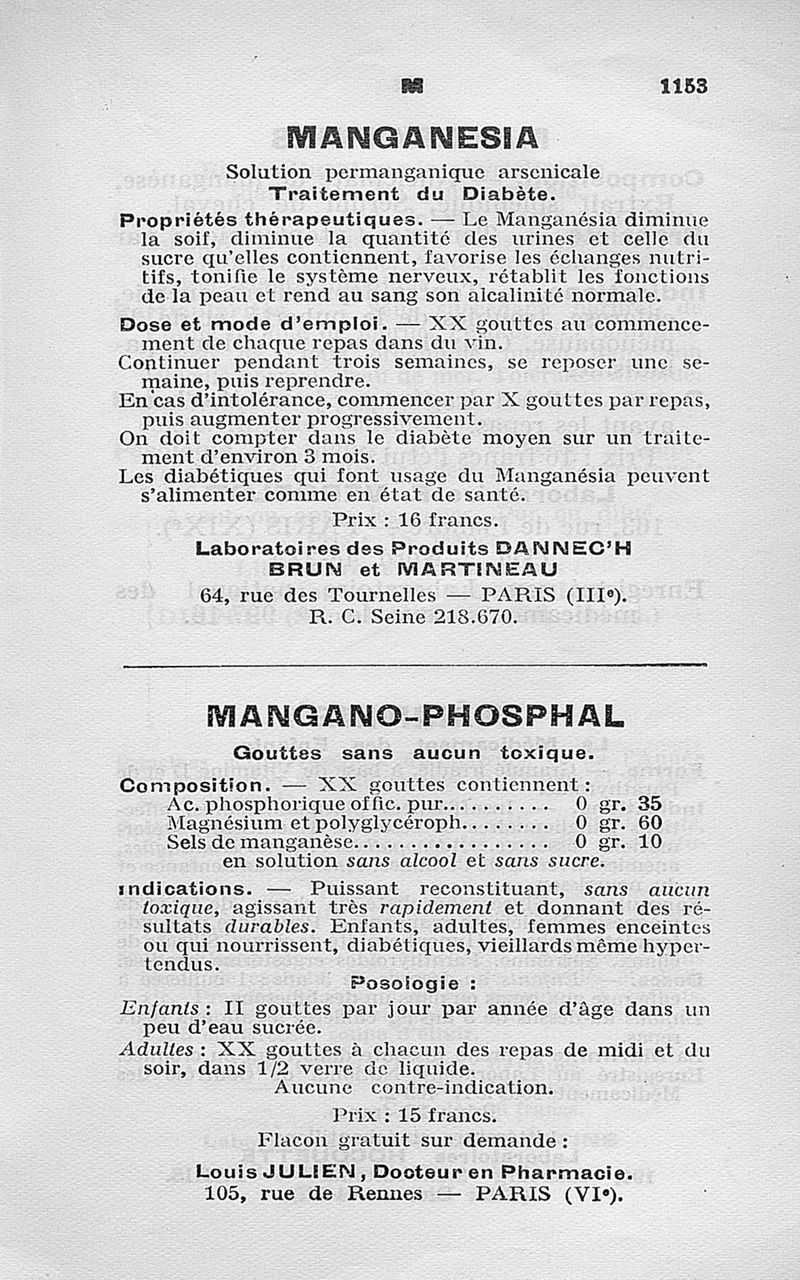 M 1153
MANGANESIA
Solution permanganique arsenicale
Traitement du Diabète.
Propriétés thérapeutiques. — Le Manganésia diminue
la soif, diminue la quantité des urines et celle du
sucre qu'elles contiennent, favorise les échanges nutri-
tifs, tonifie le système nerveux, rétablit les fonctions
de la peau et rend au sang son alcalinité normale.
Dose et mode d'emploi. — XX gouttes au commence-
ment de chaque repas dans du vin.
Continuer pendant trois semaines, se reposer une se-
maine, puis reprendre.
En cas d'intolérance, commencer par X gouttes par repas,
puis augmenter progressivement.
On doit compter dans le diabète moyen sur un traite-
ment d'environ 3 mois.
Les diabétiques qui font usage du Manganésia peuvent
s'alimenter comme en état de santé.
Prix : 16 francs.
Laboratoires des Produits DANNEC'H
BRUN et MARTINEAU
64, rue des Tournelles — PARIS (IIIe).
R. C. Seine 218.670.
MANGANO-PHOSPHAL
Gouttes sans aucun toxique.
Composition. — XX gouttes contiennent :
Ac. phosphorique offic. pur.......... 0 gr. 35
Magnésium et polyglycéroph........ 0 gr. 60
Sels de manganèse.................. 0 gr. 10
en solution sans alcool et sans sucre.
Indications. — Puissant reconstituant, sans aucun
toxique, agissant très rapidement et donnant des ré-
sultats durables. Enfants, adultes, femmes enceintes
ou qui nourrissent, diabétiques, vieillards même hyper-
tendus.
Posologie :
Enfants : II gouttes par jour par année d'âge dans un
peu d'eau sucrée.
Adultes : XX gouttes à chacun des repas de midi et du
soir, dans 1/2 verre de liquide.
Aucune contre-indication.
Prix : 15 francs.
Flacon gratuit sur demande :
Louis JULIEN, Docteur en Pharmacie.
105, rue de Rennes — PARIS (VIe).